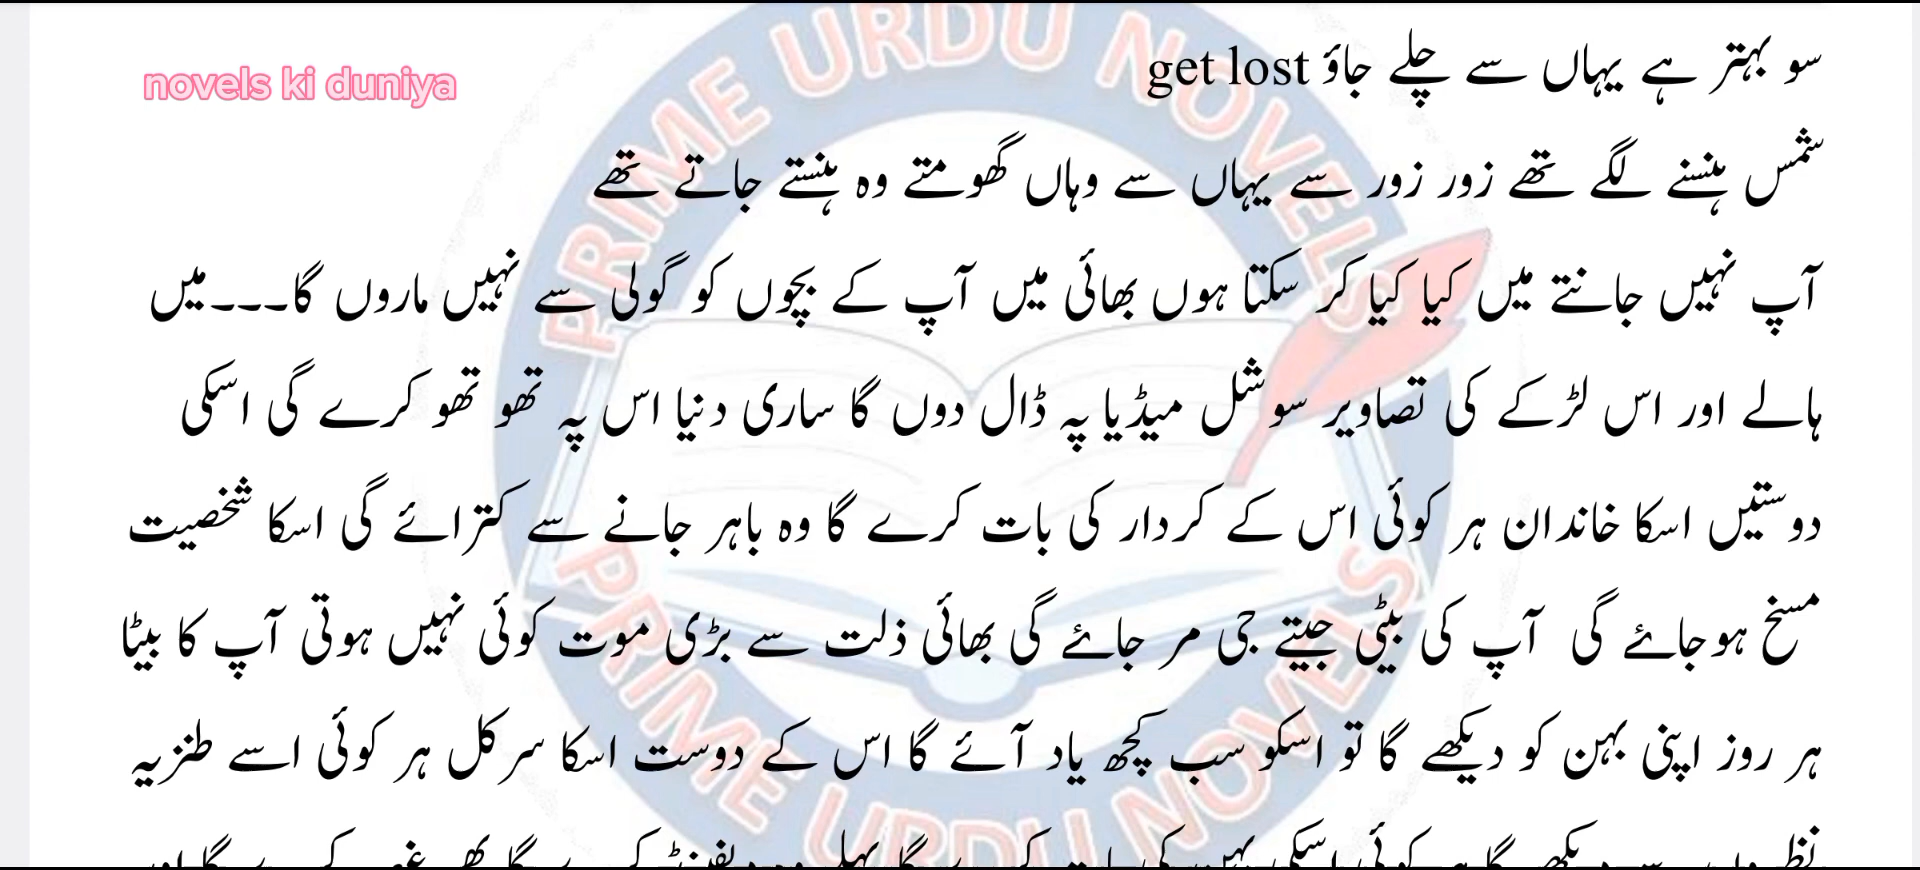 novels ki duniya
سو بہتر ہے یہاں سے چلے جاؤ get lost
شمس ہنسنے لگے تھے زور زور سے یہاں سے وہاں گھومتے وہ ہنستے جاتے تھے
آپ نہیں جانتے میں کیا کیا کر سکتا ہوں بھائی میں آپ کے بچوں کو گولی سے نہیں ماروں گا۔۔۔میں
ہالے اور اس لڑکے کی تصاویر سوشل میڈیا پہ ڈال دوں گا ساری دنیا اس پہ تھو تھو کرے گی اسکی
دوستیں اسکا خاندان ہر کوئی اس کے کردار کی بات کرے گا وہ باہر جانے سے کترائے گی اسکا شخصیت
مسخ ہوجائے گی آپ کی بیٹی جیتے جی مر جائے گی بھائی ذلت سے بڑی موت کوئی نہیں ہوتی آپ کا بیٹا
ہر روز اپنی بہن کو دیکھے گا تو اسکو سب کچھ یاد آئے گا اس کے دوست اسکا سرکل ہر کوئی اسے طنزیہ
PRIME URDU NOVELS
PRIME URDU NOVELS